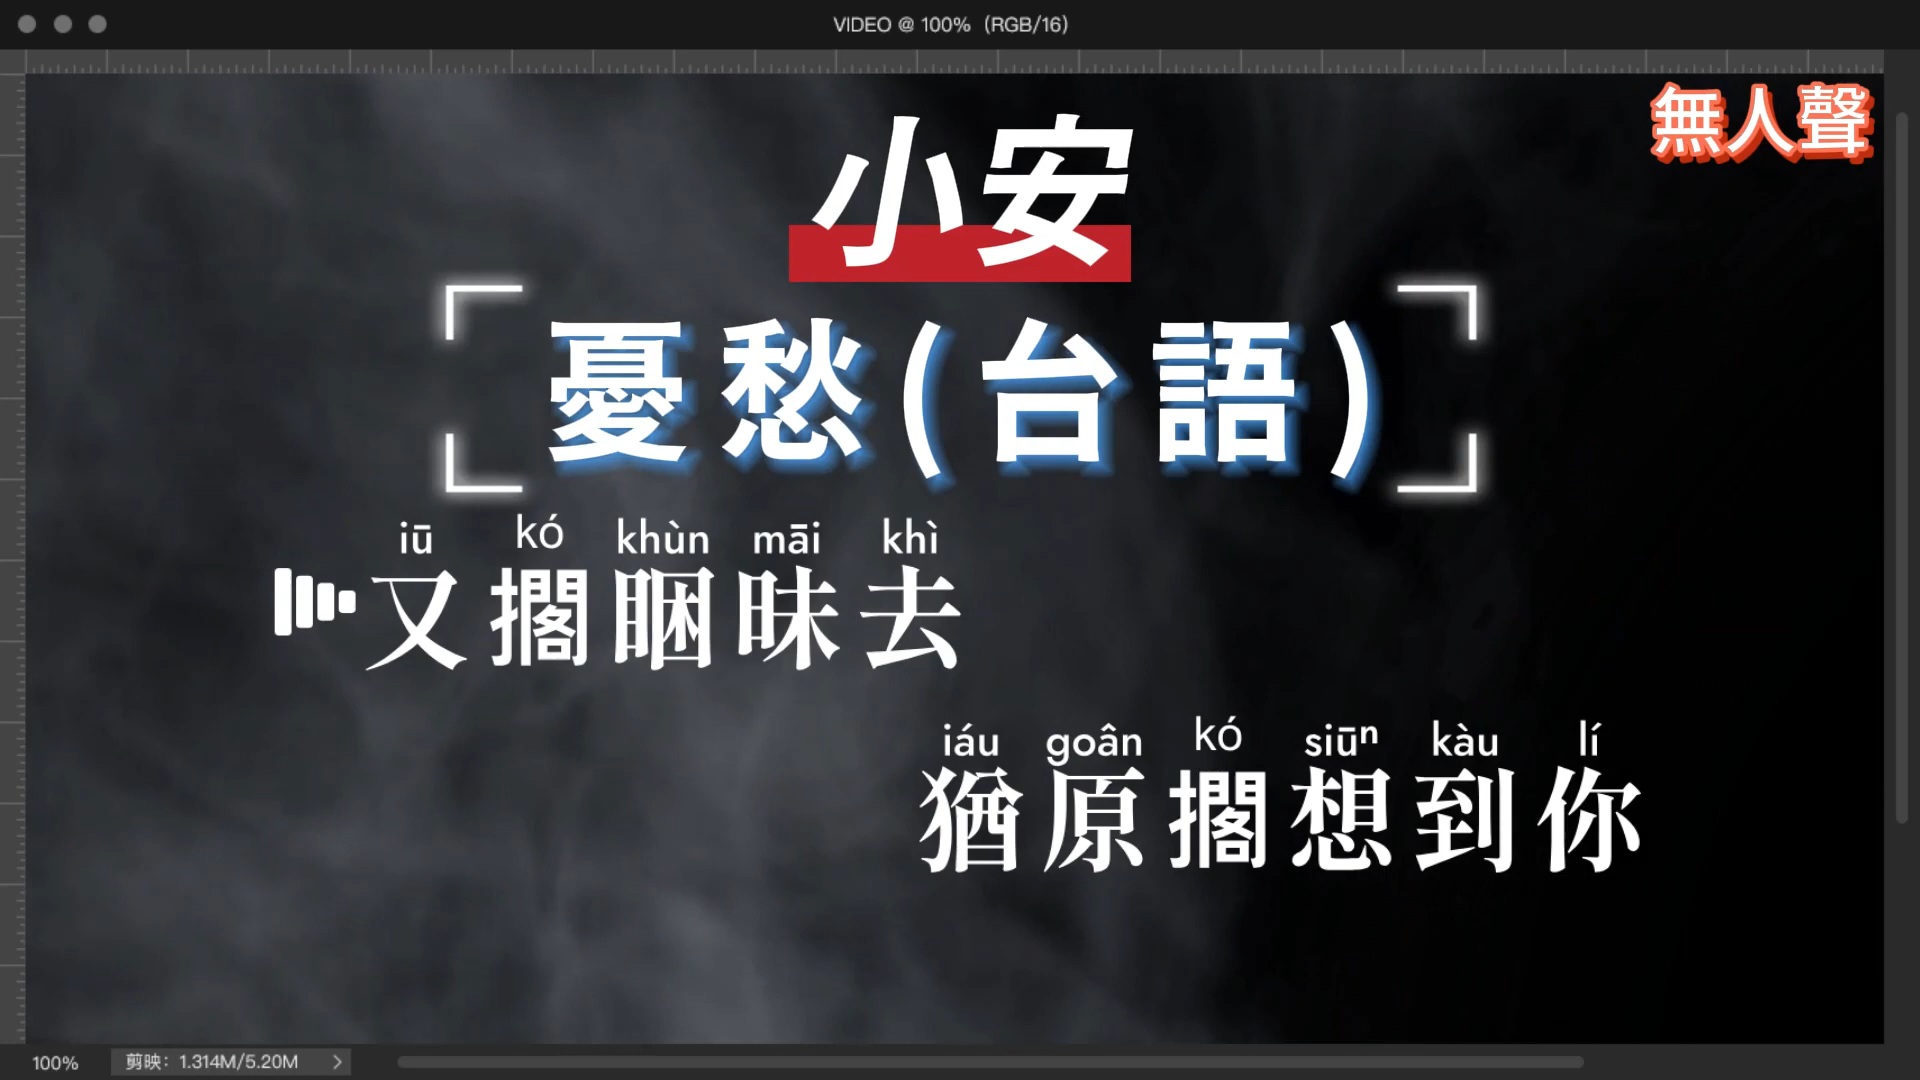 VIDEO @ 100% (RGB/16)
無人聲
小安
憂愁(台語)
iū kó khùn māi khì
又擱睏昧去
iáu goân kó siūⁿ kàu lí
猶原擱想到你
100%
剪映: 1.314M/5.20M